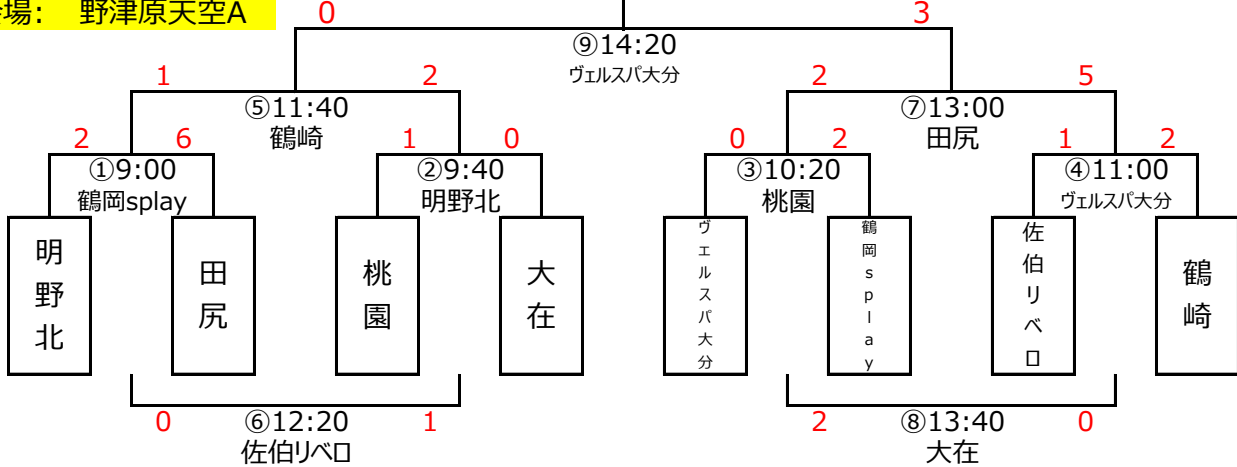 場: 野津原天空A
0 3
⑨14:20
ヴェルスパ大分
1 2 2 5
⑤11:40 ⑦13:00
鶴崎 田尻
2 6 1 0 0 2 1 2
①9:00 ②9:40 ③10:20 ④11:00
鶴岡splay 明野北 桃園 ヴェルスパ大分
明野北
田尻
桃園
大在
ヴェルスパ大分
鶴岡splay
佐伯リベロ
鶴崎
0 ⑥12:20 1 2 ⑧13:40 0
佐伯リベロ 大在